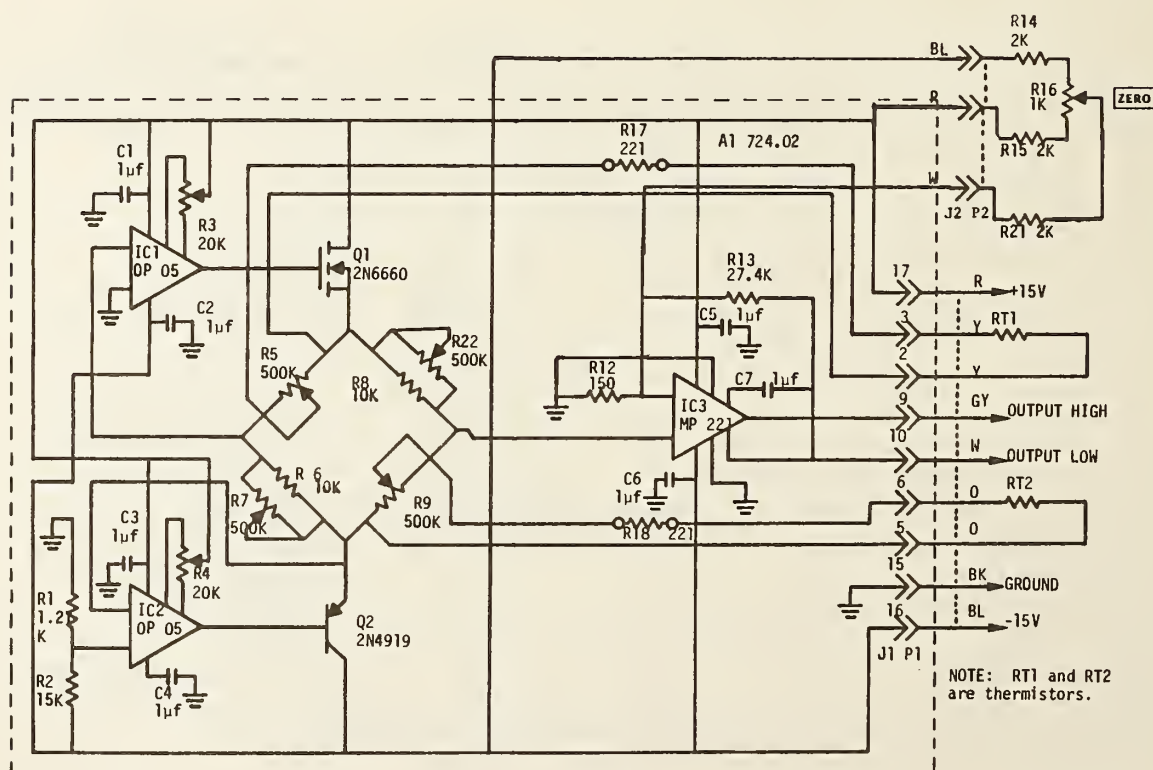 R14
2K
BL
R16
1K
ZERO
R
R15 2K
W
J2 P2
R21 2K
R17
221
A1 724.02
C1
1µf
R3
20K
IC1
OP 05
Q1
2N6660
C2
1µf
R5
500K
R22
500K
R8
10K
R13
27.4K
C5 1µf
R12
150
C7 1µf
IC3
MP 221
C6
1µf
17
R
+15V
3
Y
RT1
2
Y
9
GY
OUTPUT HIGH
10
W
OUTPUT LOW
6
O
RT2
5
O
15
BK
GROUND
16
BL
-15V
J1 P1
R 6
10K
R7
500K
R9
500K
R18 221
C3
1µf
R4
20K
R1
1.21
K
IC2
OP 05
Q2
2N4919
R2
15K
C4
1µf
NOTE: RT1 and RT2
are thermistors.